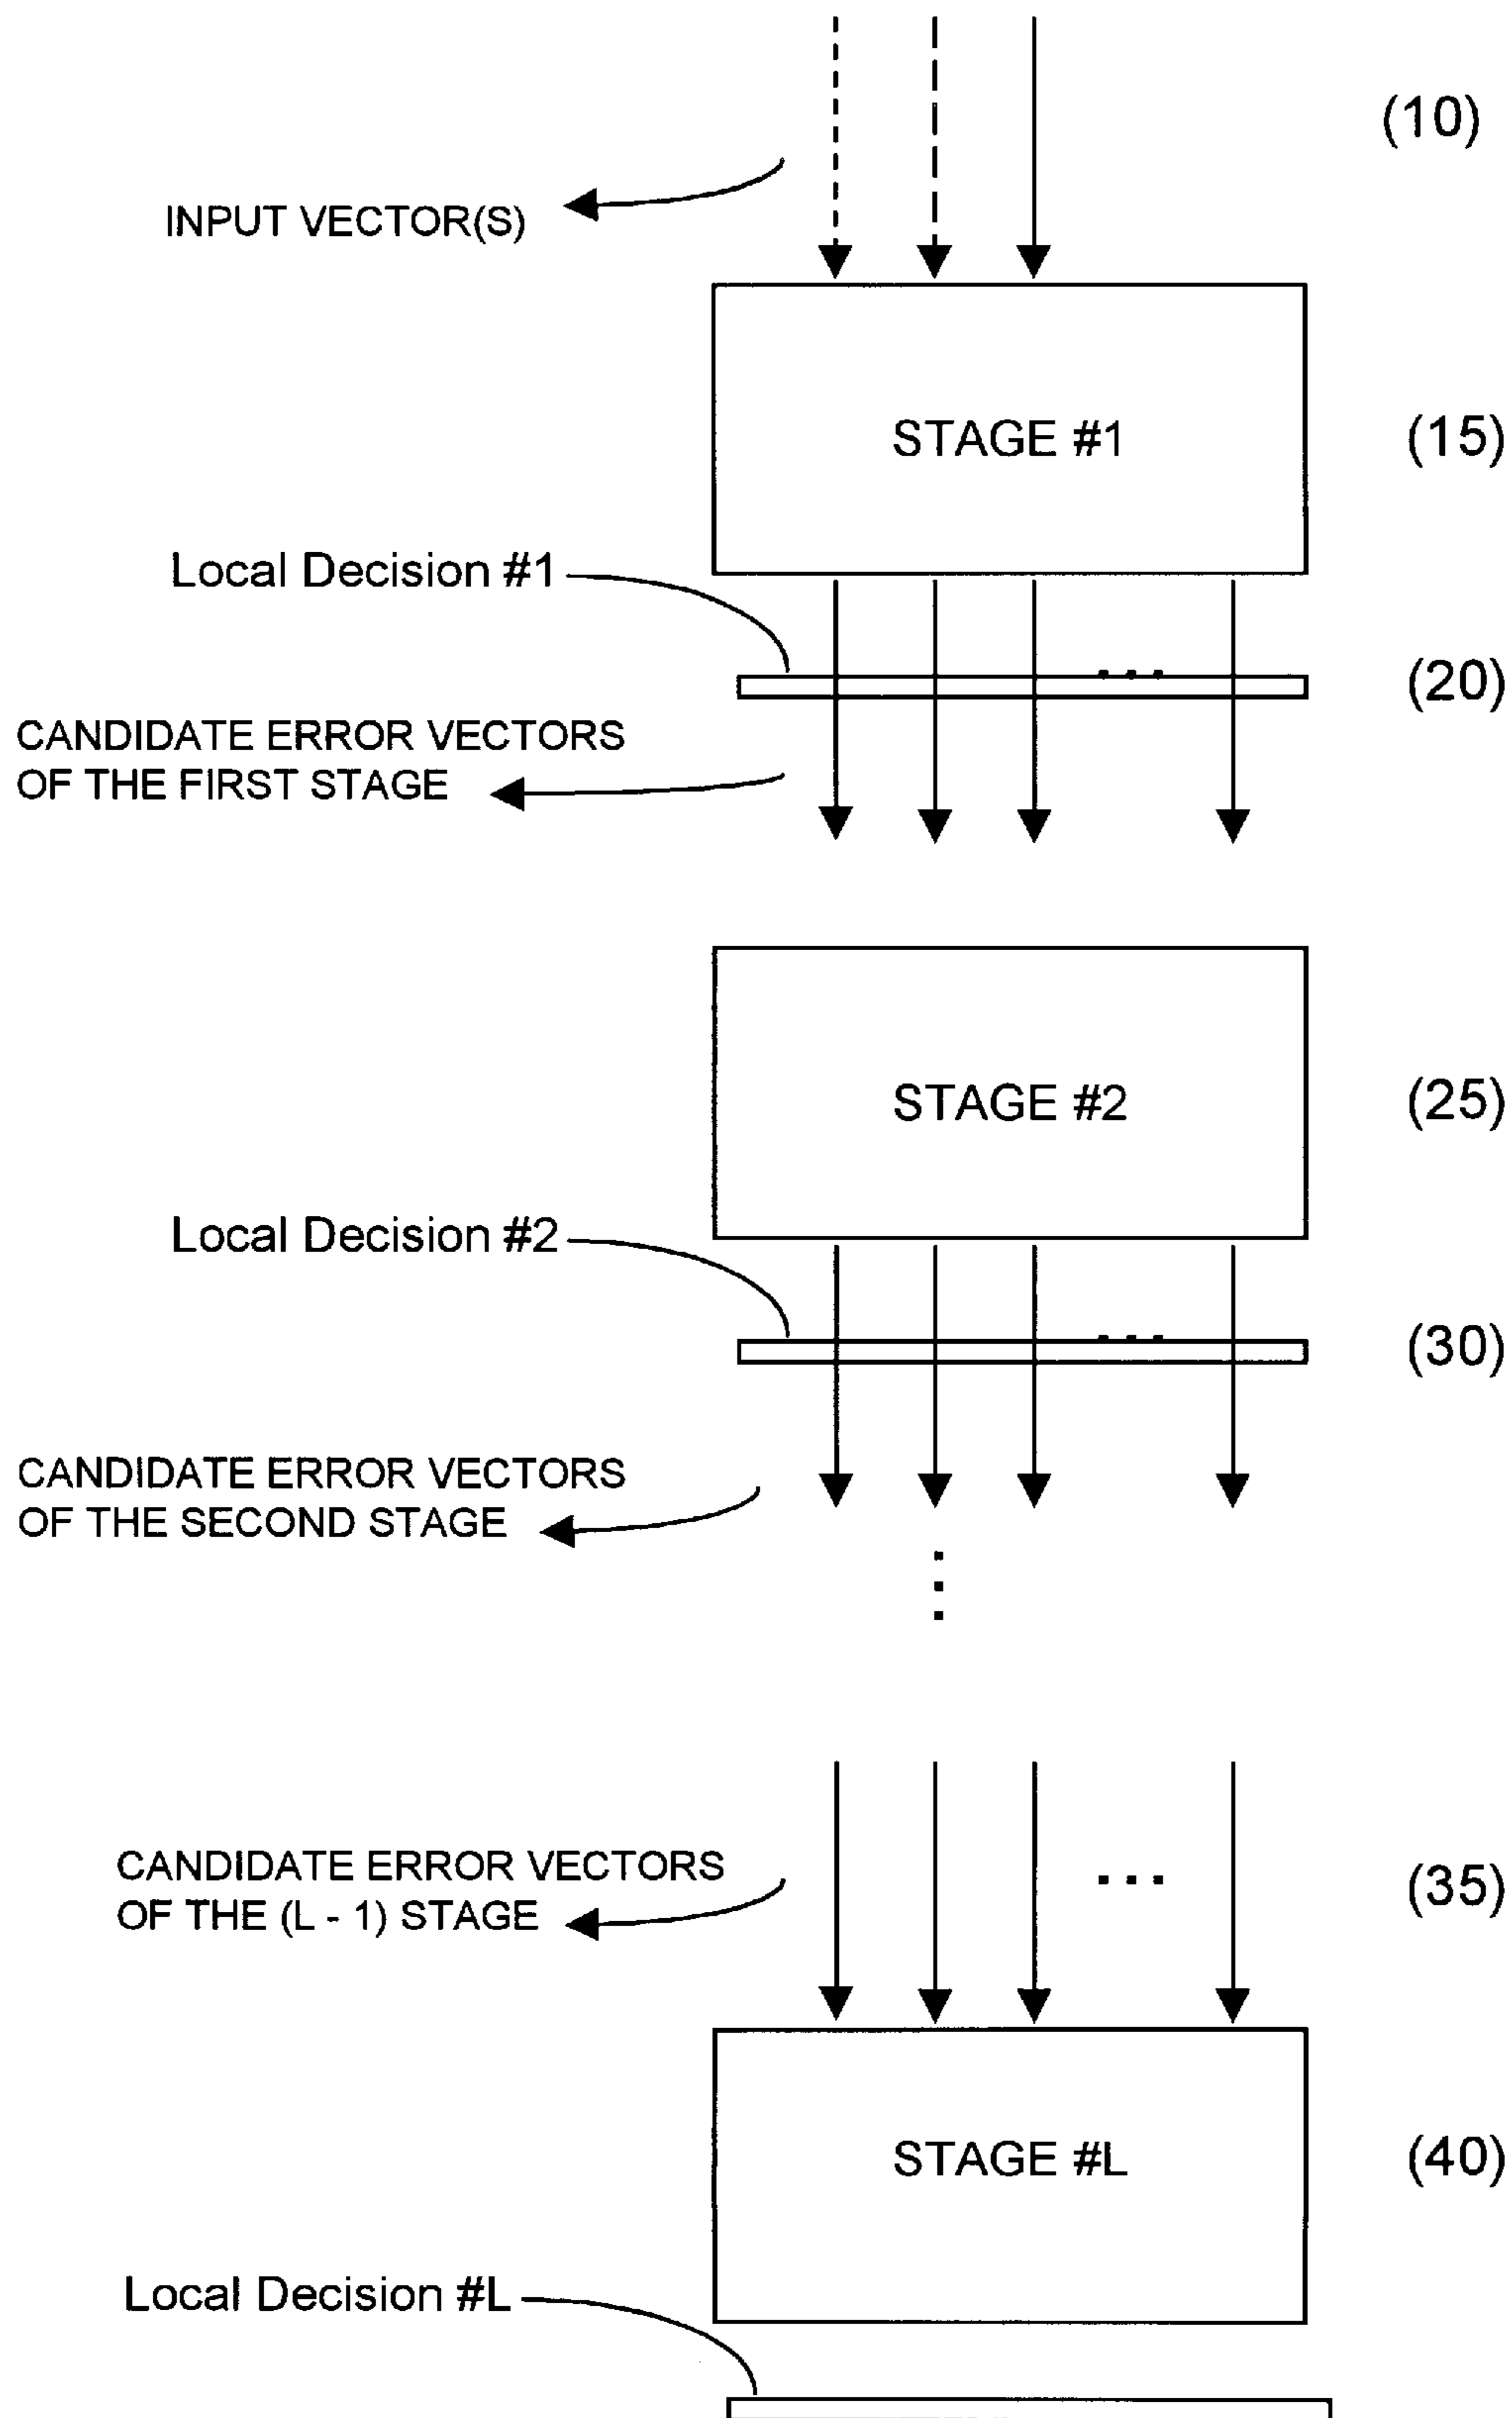 (10)
INPUT VECTOR(S)
STAGE #1
(15)
Local Decision #1
(20)
CANDIDATE ERROR VECTORS
OF THE FIRST STAGE
STAGE #2
(25)
Local Decision #2
(30)
CANDIDATE ERROR VECTORS
OF THE SECOND STAGE
CANDIDATE ERROR VECTORS
OF THE (L - 1) STAGE
(35)
STAGE #L
(40)
Local Decision #L